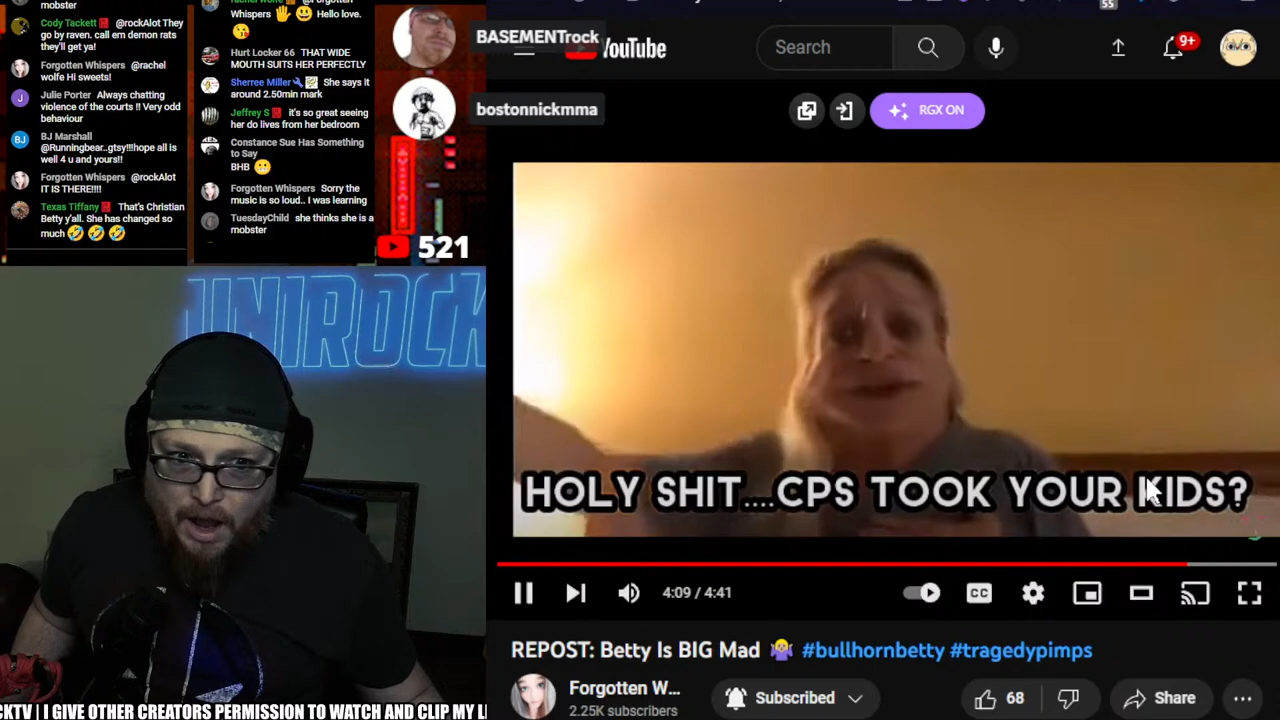 mobster
Cody Tackett @rockAlot They
go by raven. call em demon rats
they'll get ya!
Forgotten Whispers @rachel
wolfe Hi sweets!
Julie Porter Always chatting
violence of the courts !! Very odd
behaviour
BJ Marshall
@Runningbear..gtsy!!!hope all is
well 4 u and yours!!
Forgotten Whispers @rockAlot
IT IS THERE!!!!
Texas Tiffany That's Christian
Betty y'all. She has changed so
much 🤣 🤣 🤣
Whispers 🖐 😃 Hello love.
😘
Hurt Locker 66 THAT WIDE
MOUTH SUITS HER PERFECTLY
Sherree Miller She says it
around 2.50min mark
Jeffrey S it's so great seeing
her do lives from her bedroom
Constance Sue Has Something
to Say
BHB 😬
Forgotten Whispers Sorry the
music is so loud.. I was learning
TuesdayChild she thinks she is a
mobster
BASEMENTrock
bostonnickmma
521
UNIROCK
55
YouTube
Search
9+
RGX ON
HOLY SHIT....CPS TOOK YOUR KIDS?
4:09 / 4:41
CC
REPOST: Betty Is BIG Mad 🤷‍♀️ #bullhornbetty #tragedypimps
Forgotten W...
2.25K subscribers
Subscribed
68
Share
CKTV | I GIVE OTHER CREATORS PERMISSION TO WATCH AND CLIP MY LI